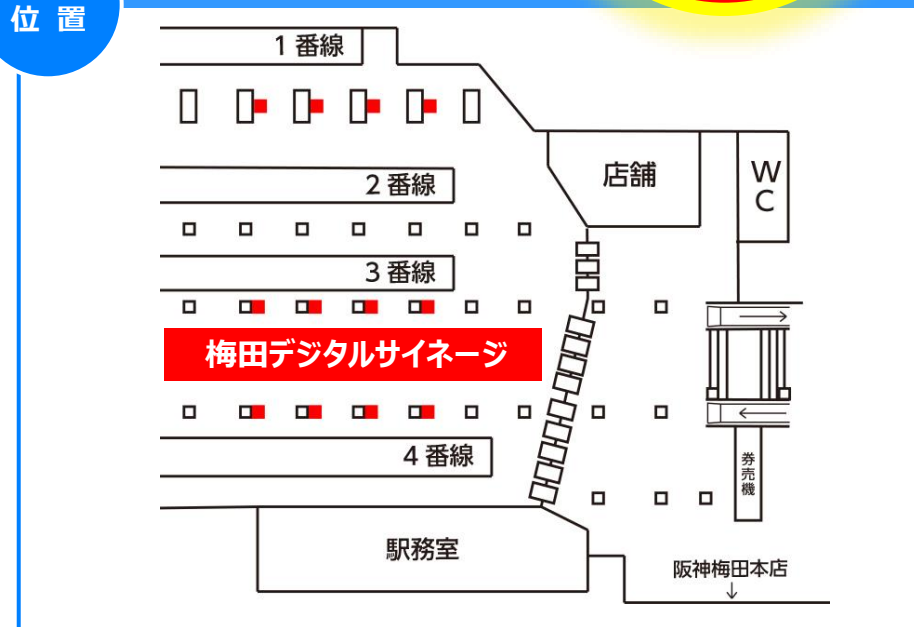 位置
1番線
2番線
店舗
WC
3番線
梅田デジタルサイネージ
4番線
券売機
駅務室
阪神梅田本店
↓